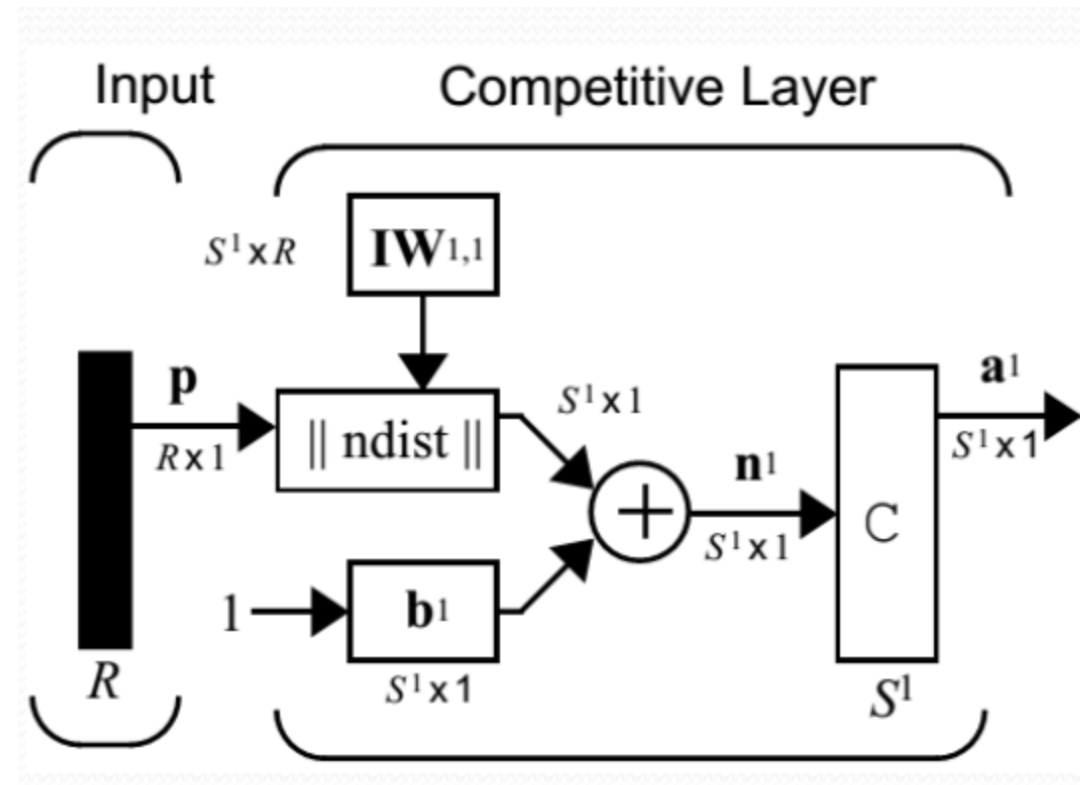 Input
Competitive Layer
S¹xR
IW1,1
p
Rx1
|| ndist ||
S¹x1
n1
S¹x1
C
a1
S¹x1
1
b1
S¹x1
R
S¹